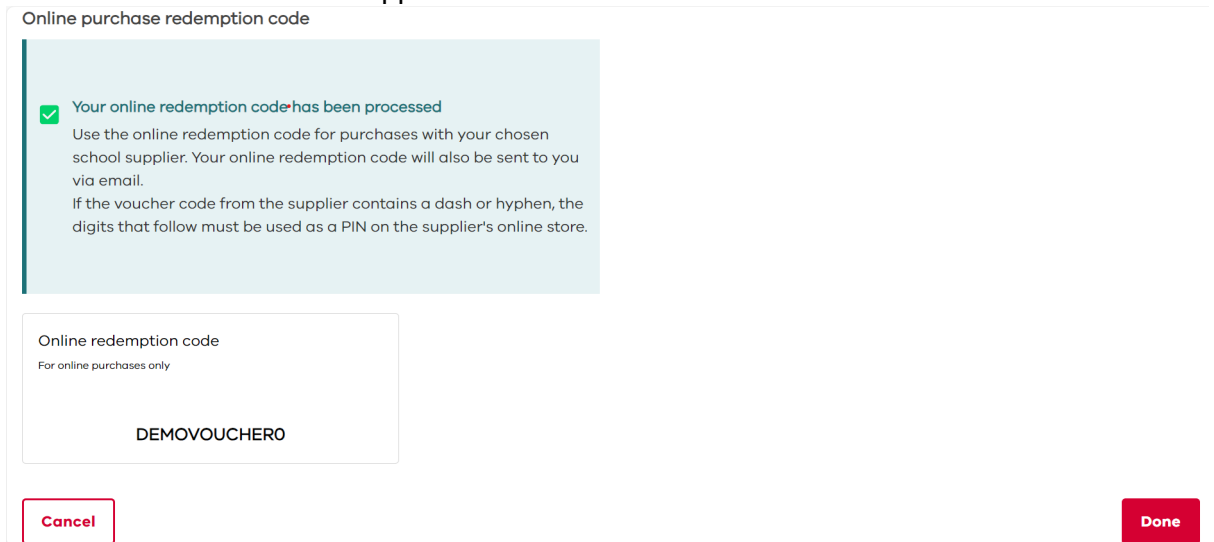 Online purchase redemption code
Your online redemption code has been processed
Use the online redemption code for purchases with your chosen
school supplier. Your online redemption code will also be sent to you
via email.
If the voucher code from the supplier contains a dash or hyphen, the
digits that follow must be used as a PIN on the supplier's online store.
Online redemption code
For online purchases only
DEMOVOUCHER0
Cancel
Done